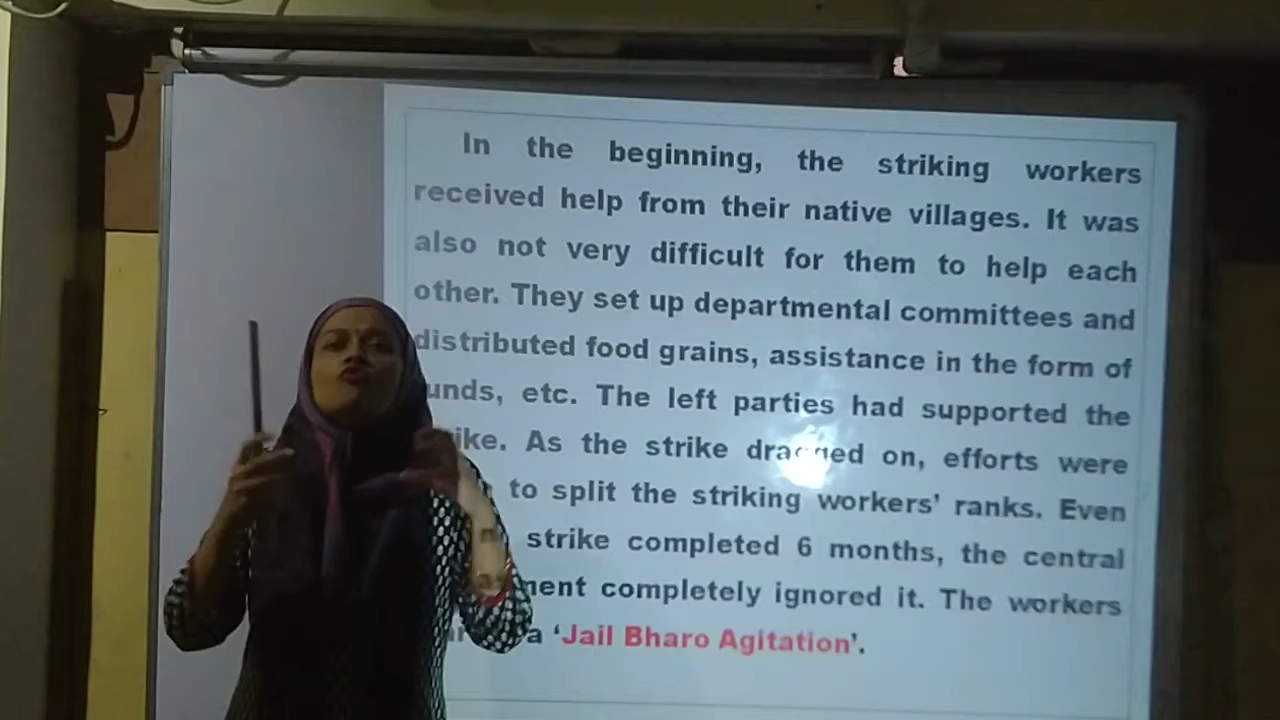 In the beginning, the striking workers
received help from their native villages. It was
also not very difficult for them to help each
other. They set up departmental committees and
distributed food grains, assistance in the form of
unds, etc. The left parties had supported the
ike. As the strike dragged on, efforts were
to split the striking workers' ranks. Even
strike completed 6 months, the central
ment completely ignored it. The workers
a 'Jail Bharo Agitation'.